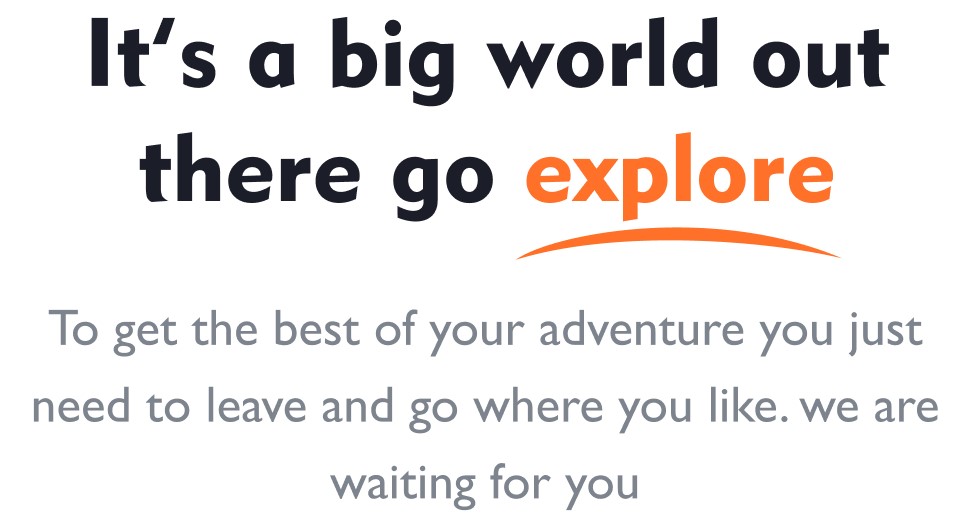 It‘s a big world out
there go explore
To get the best of your adventure you just
need to leave and go where you like. we are
waiting for you